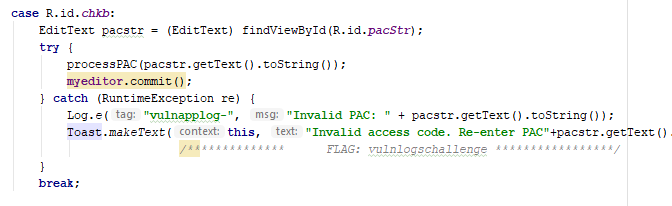 case R.id.chkb:
EditText pacstr = (EditText) findViewById(R.id.pacStr);
try {
processPAC(pacstr.getText().toString());
myeditor.commit();
} catch (RuntimeException re) {
Log.e( tag: "vulnapplog-", msg: "Invalid PAC: " + pacstr.getText().toString());
Toast.makeText( context: this, text: "Invalid access code. Re-enter PAC"+pacstr.getText().
/************** FLAG: vulnlogschallenge *****************/
}
break;